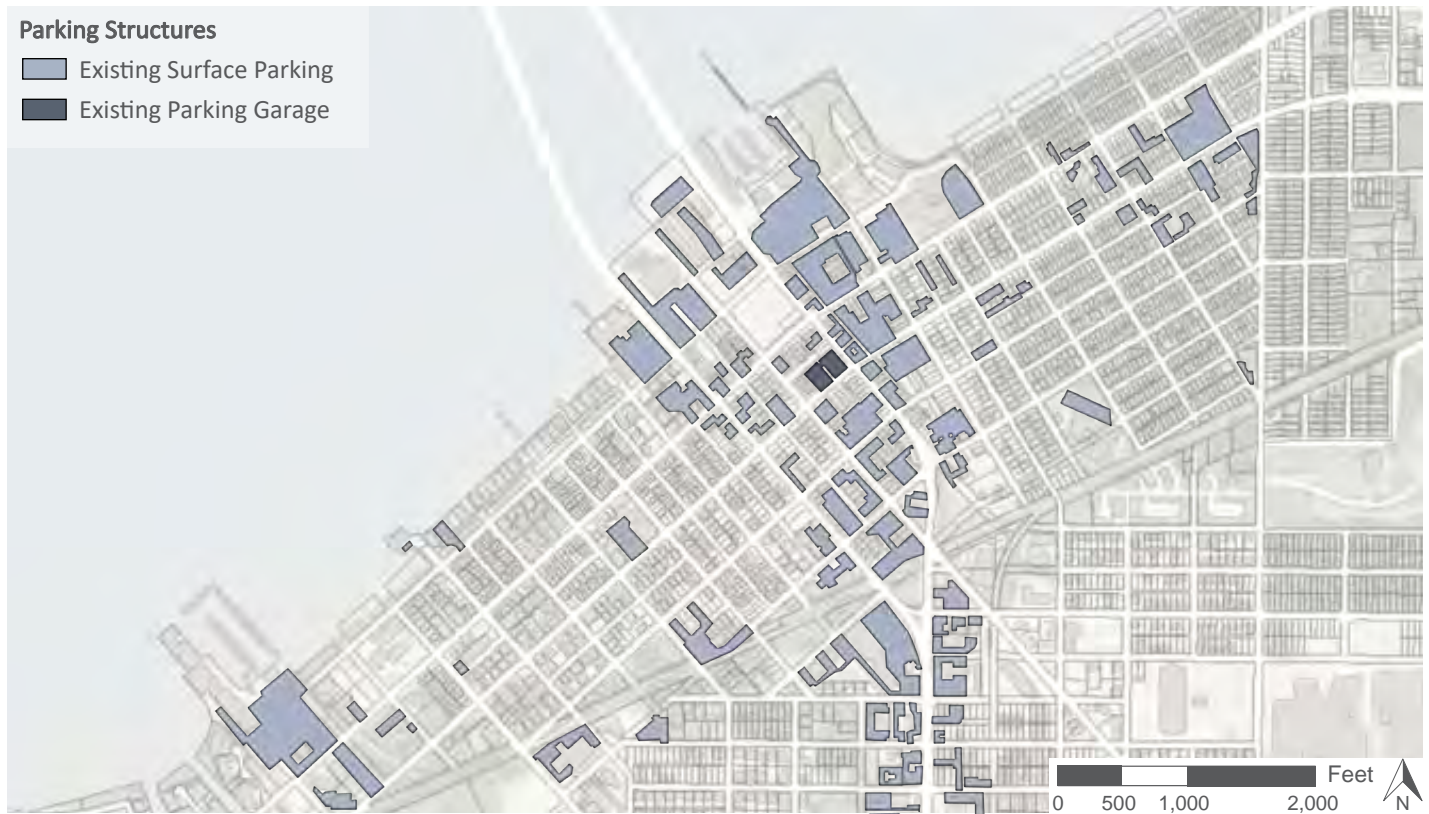 Parking Structures
Existing Surface Parking
Existing Parking Garage
Feet
0 500 1,000 2,000 N